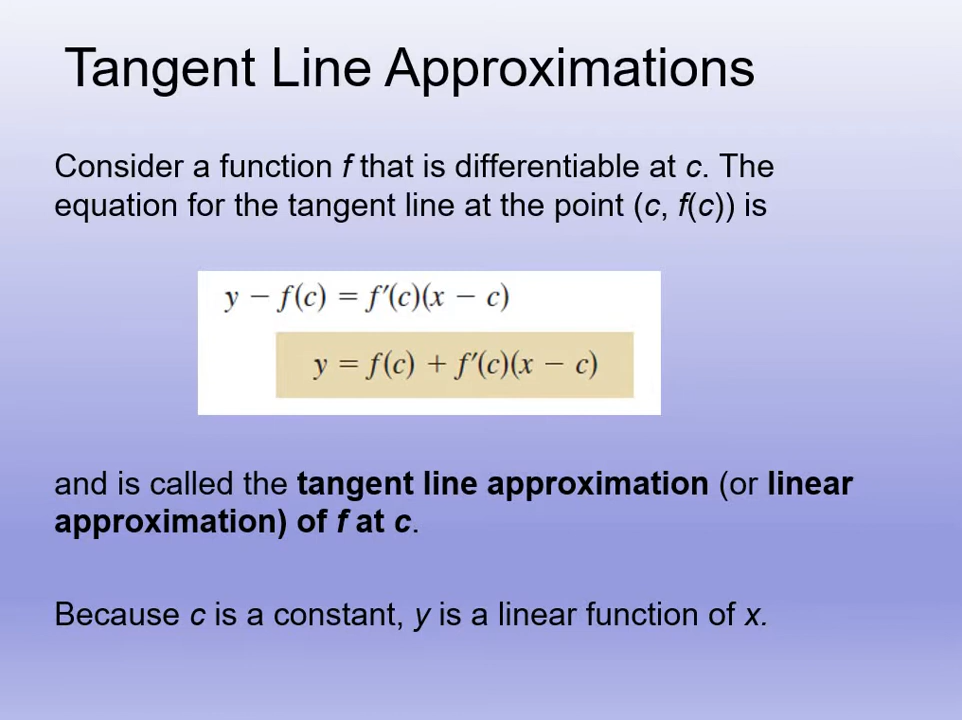 Tangent Line Approximations
Consider a function f that is differentiable at c. The
equation for the tangent line at the point (c, f(c)) is
y − f(c) = f′(c)(x − c)
y = f(c) + f′(c)(x − c)
and is called the tangent line approximation (or linear
approximation) of f at c.
Because c is a constant, y is a linear function of x.